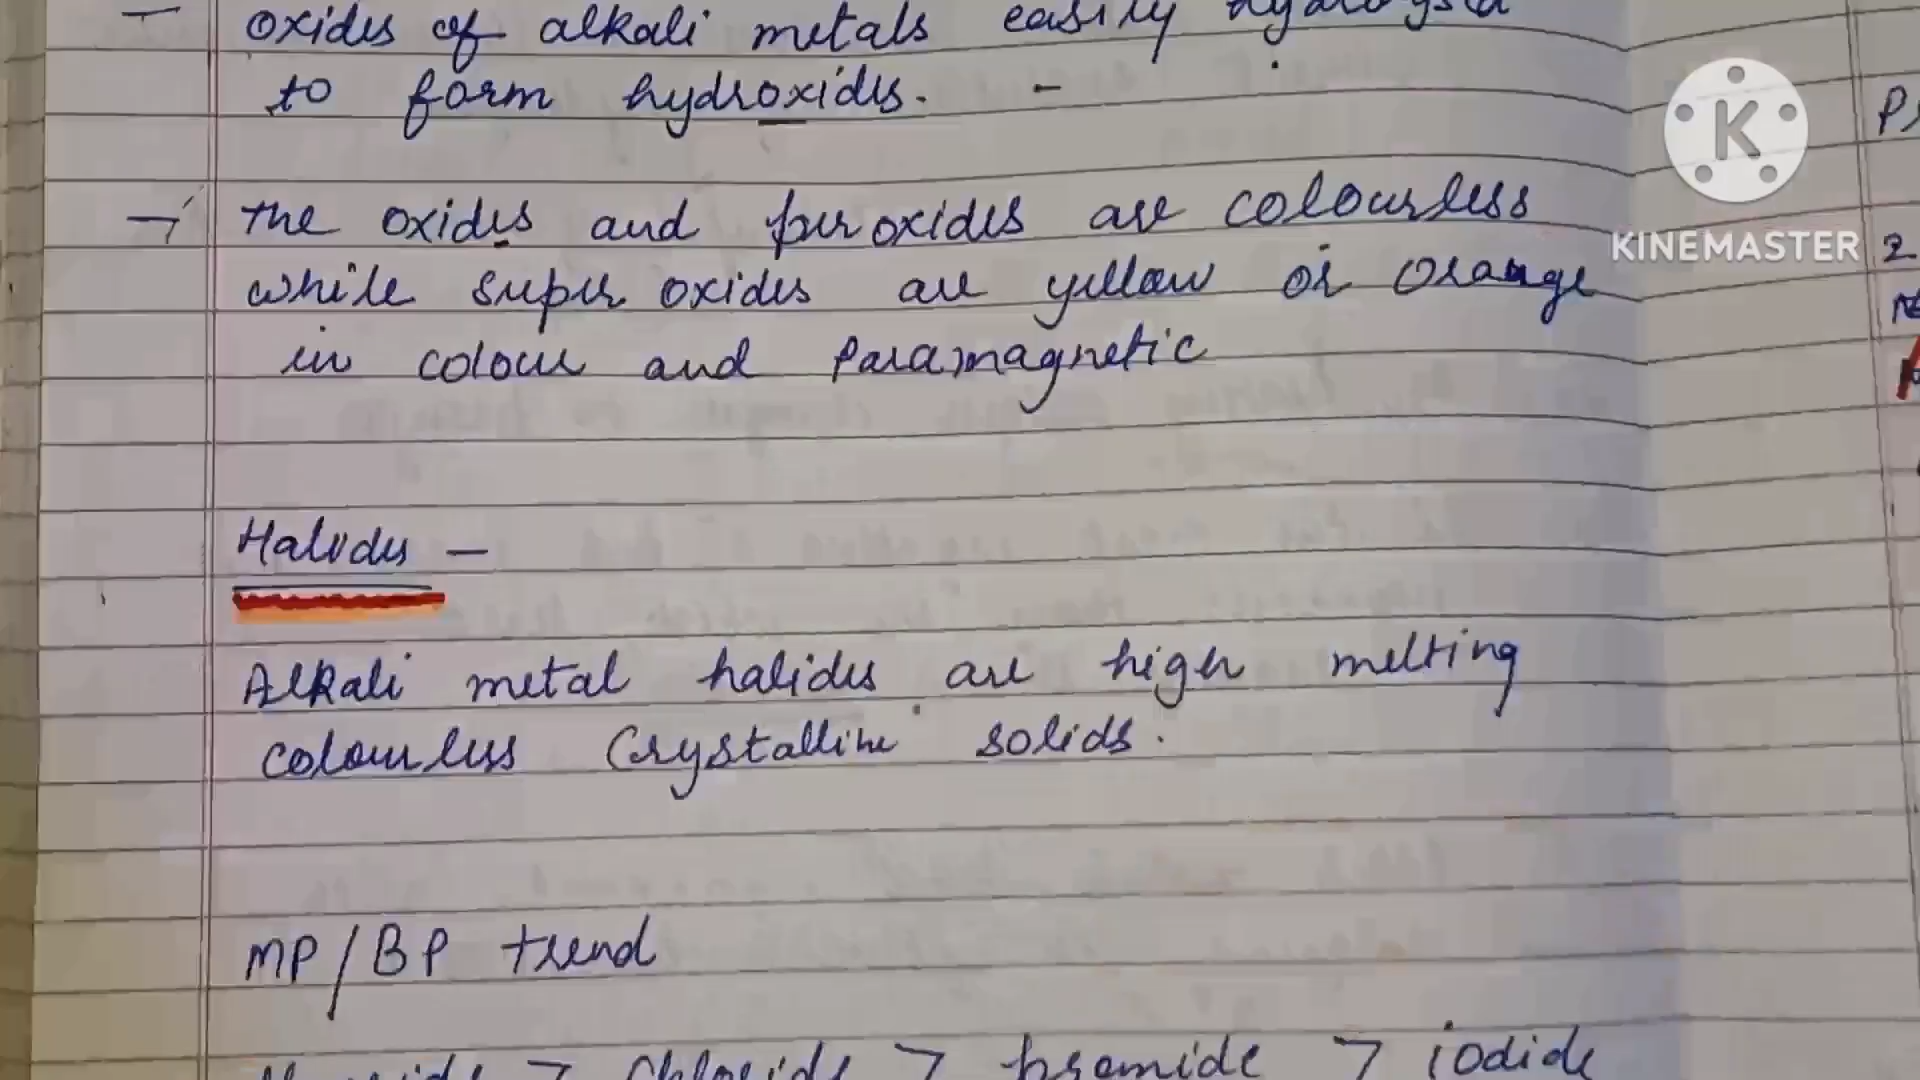 oxides of alkali metals easily
to form hydroxides. -
The oxides and peroxides are colourless
while super oxides are yellow or orange
in colour and Paramagnetic
Halides -
Alkali metal halides are high melting
colourless Crystalline solids.
MP/BP trend
> chloride > bromide > iodide
K
KINEMASTER
2